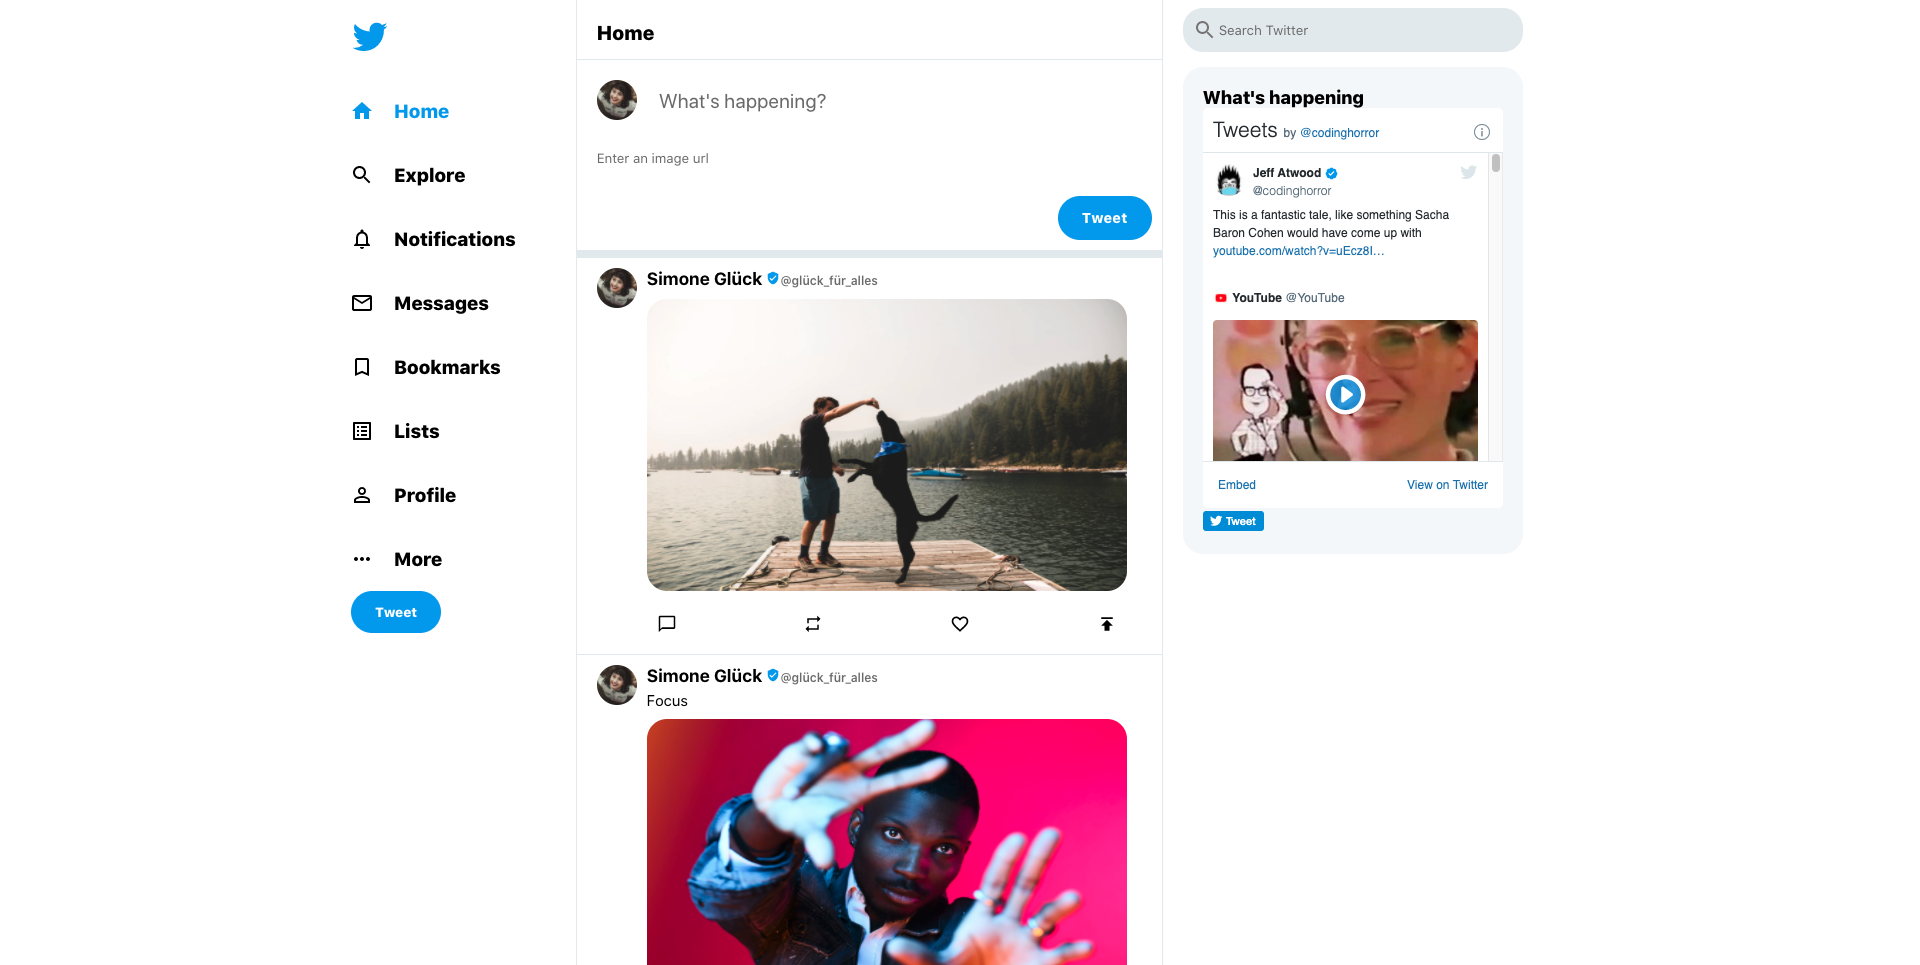 Home
Explore
Notifications
Messages
Bookmarks
Lists
Profile
More
Tweet
Home
What's happening?
Enter an image url
Tweet
Simone Glück @glück_für_alles
Simone Glück @glück_für_alles
Focus
Search Twitter
What's happening
Tweets by @codinghorror
Jeff Atwood
@codinghorror
This is a fantastic tale, like something Sacha
Baron Cohen would have come up with
youtube.com/watch?v=uEcz8I…
YouTube @YouTube
Embed View on Twitter
Tweet